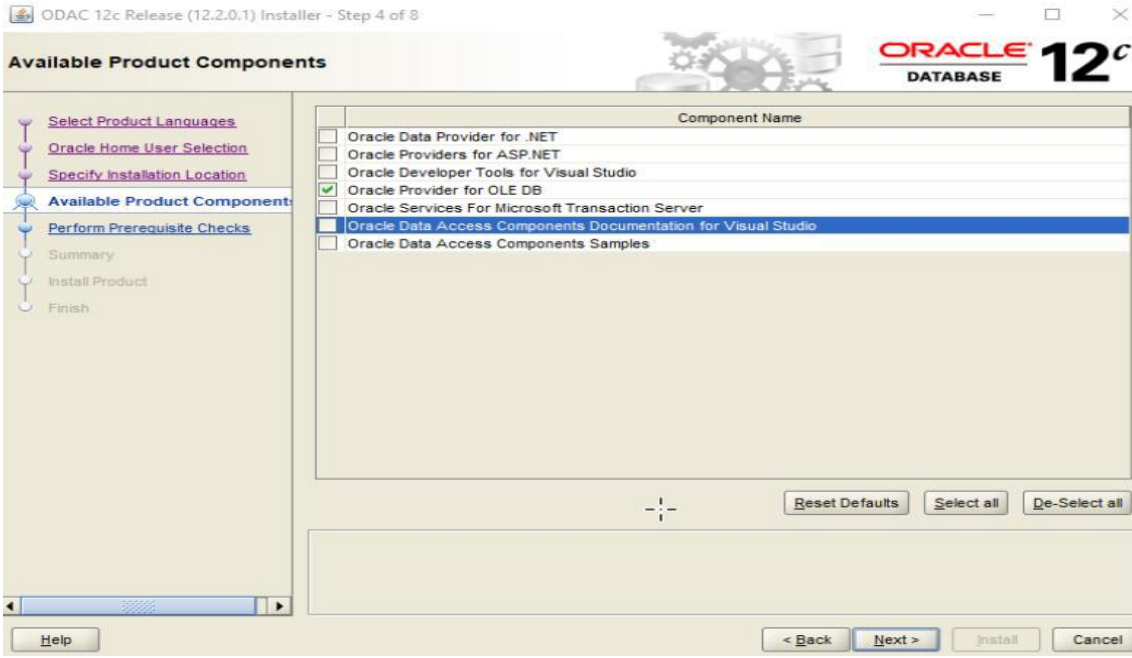 ODAC 12c Release (12.2.0.1) Installer - Step 4 of 8
Available Product Components
ORACLE
DATABASE
12c
Select Product Languages
Oracle Home User Selection
Specify Installation Location
Available Product Component
Perform Prerequisite Checks
Summary
Install Product
Finish
Component Name
Oracle Data Provider for .NET
Oracle Providers for ASP.NET
Oracle Developer Tools for Visual Studio
Oracle Provider for OLE DB
Oracle Services For Microsoft Transaction Server
Oracle Data Access Components Documentation for Visual Studio
Oracle Data Access Components Samples
Reset Defaults
Select all
De-Select all
Help
< Back
Next >
Install
Cancel